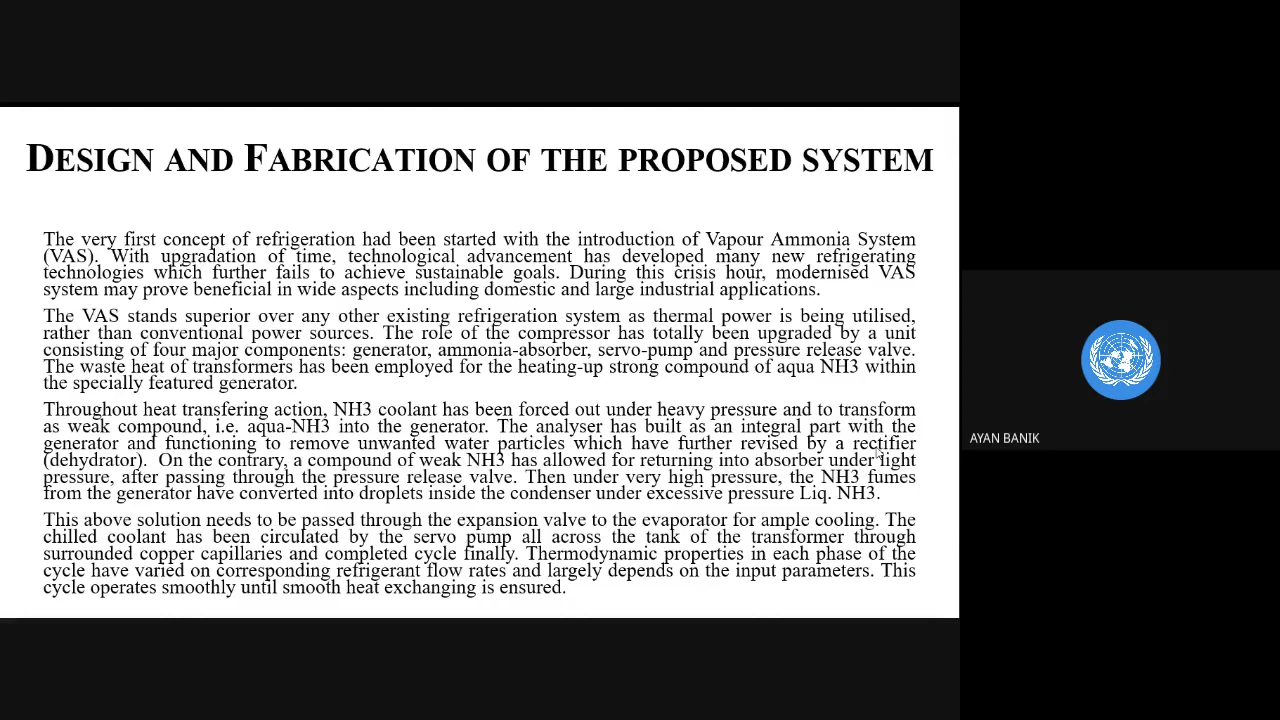 DESIGN AND FABRICATION OF THE PROPOSED SYSTEM
The very first concept of refrigeration had been started with the introduction of Vapour Ammonia System
(VAS). With upgradation of time, technological advancement has developed many new refrigerating
technologies which further fails to achieve sustainable goals. During this crisis hour, modernised VAS
system may prove beneficial in wide aspects including domestic and large industrial applications.
The VAS stands superior over any other existing refrigeration system as thermal power is being utilised,
rather than conventional power sources. The role of the compressor has totally been upgraded by a unit
consisting of four major components: generator, ammonia-absorber, servo-pump and pressure release valve.
The waste heat of transformers has been employed for the heating-up strong compound of aqua NH3 within
the specially featured generator.
Throughout heat transfering action, NH3 coolant has been forced out under heavy pressure and to transform
as weak compound, i.e. aqua-NH3 into the generator. The analyser has built as an integral part with the
generator and functioning to remove unwanted water particles which have further revised by a rectifier
(dehydrator). On the contrary, a compound of weak NH3 has allowed for returning into absorber under light
pressure, after passing through the pressure release valve. Then under very high pressure, the NH3 fumes
from the generator have converted into droplets inside the condenser under excessive pressure Liq. NH3.
This above solution needs to be passed through the expansion valve to the evaporator for ample cooling. The
chilled coolant has been circulated by the servo pump all across the tank of the transformer through
surrounded copper capillaries and completed cycle finally. Thermodynamic properties in each phase of the
cycle have varied on corresponding refrigerant flow rates and largely depends on the input parameters. This
cycle operates smoothly until smooth heat exchanging is ensured.
AYAN BANIK